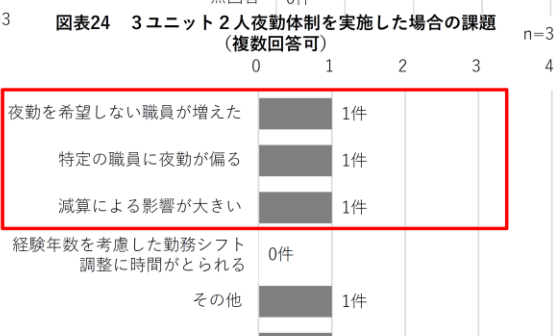 3
0件
図表24　３ユニット２人夜勤体制を実施した場合の課題
（複数回答可）
n=3
0 1 2 3 4
夜勤を希望しない職員が増えた 1件
特定の職員に夜勤が偏る 1件
減算による影響が大きい 1件
経験年数を考慮した勤務シフト
調整に時間がとられる 0件
その他 1件